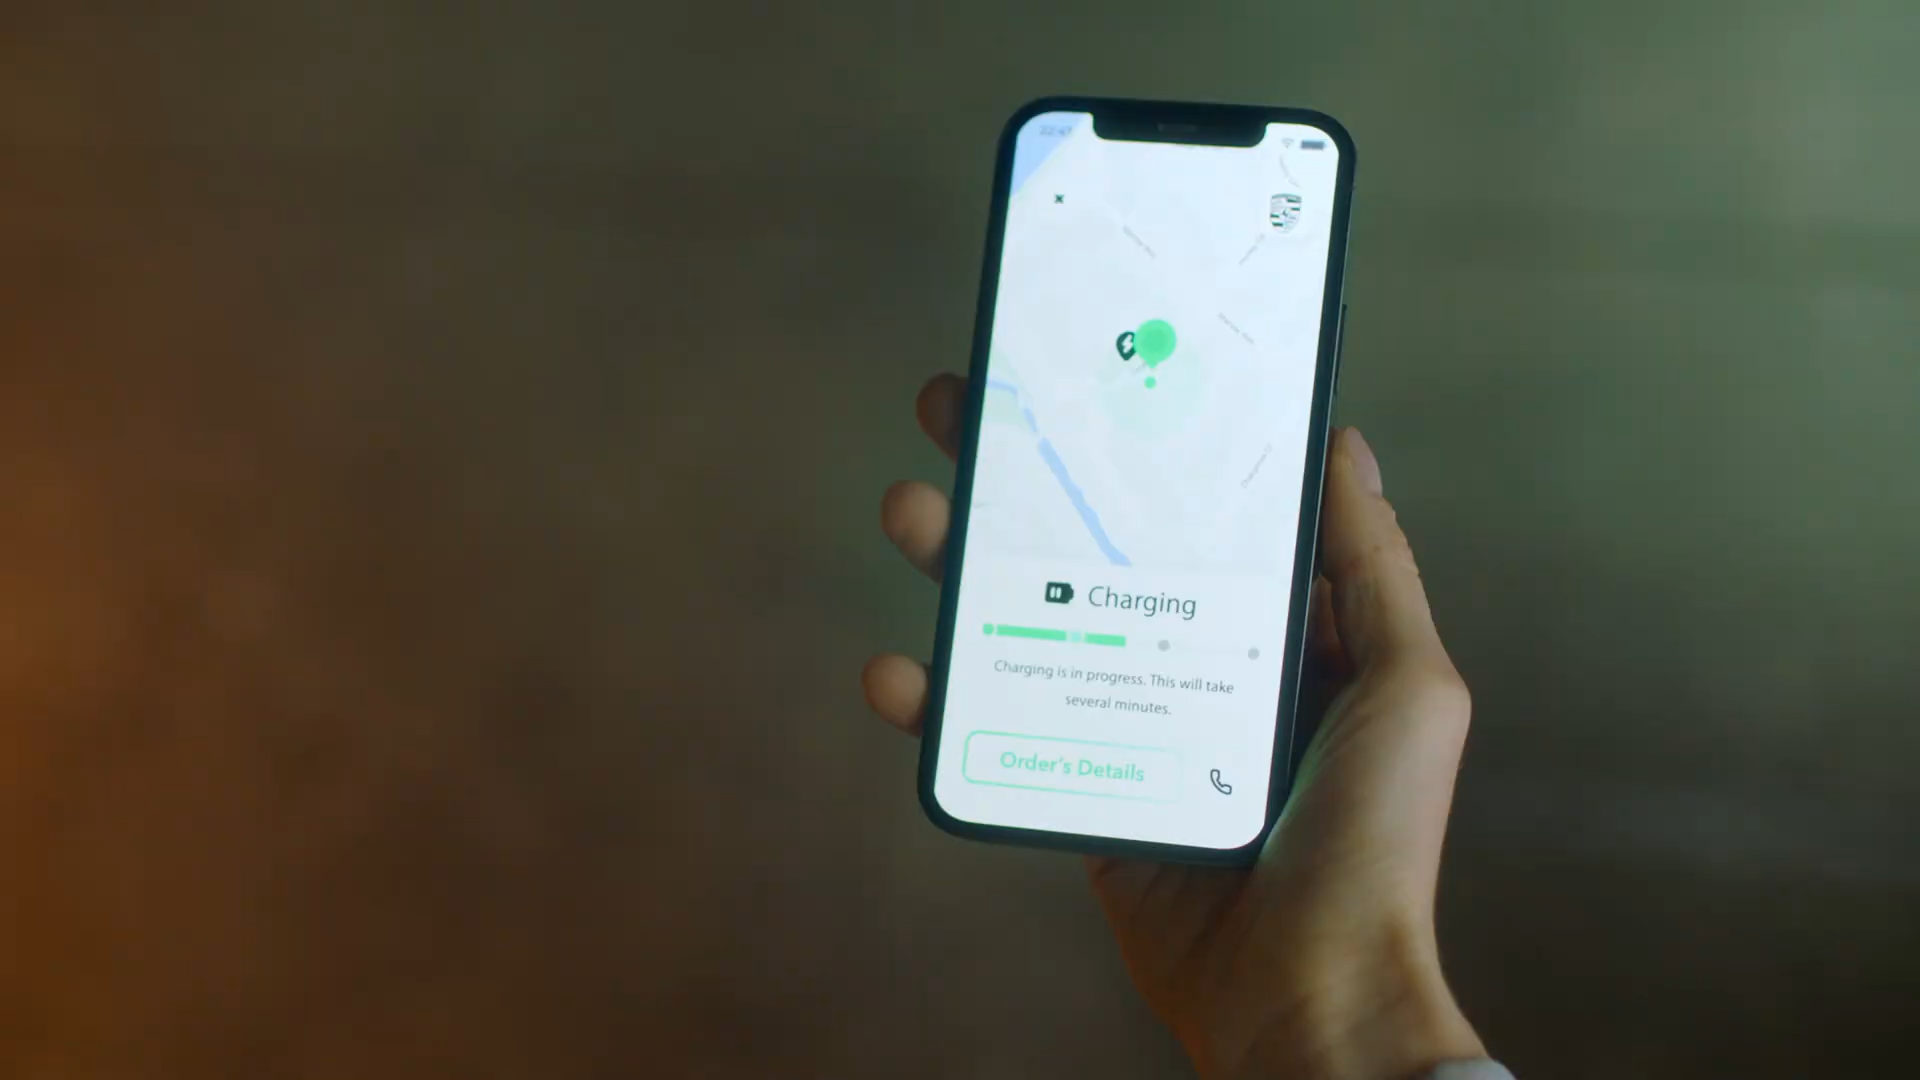 Charging
Charging is in progress. This will take
several minutes.
Order's Details